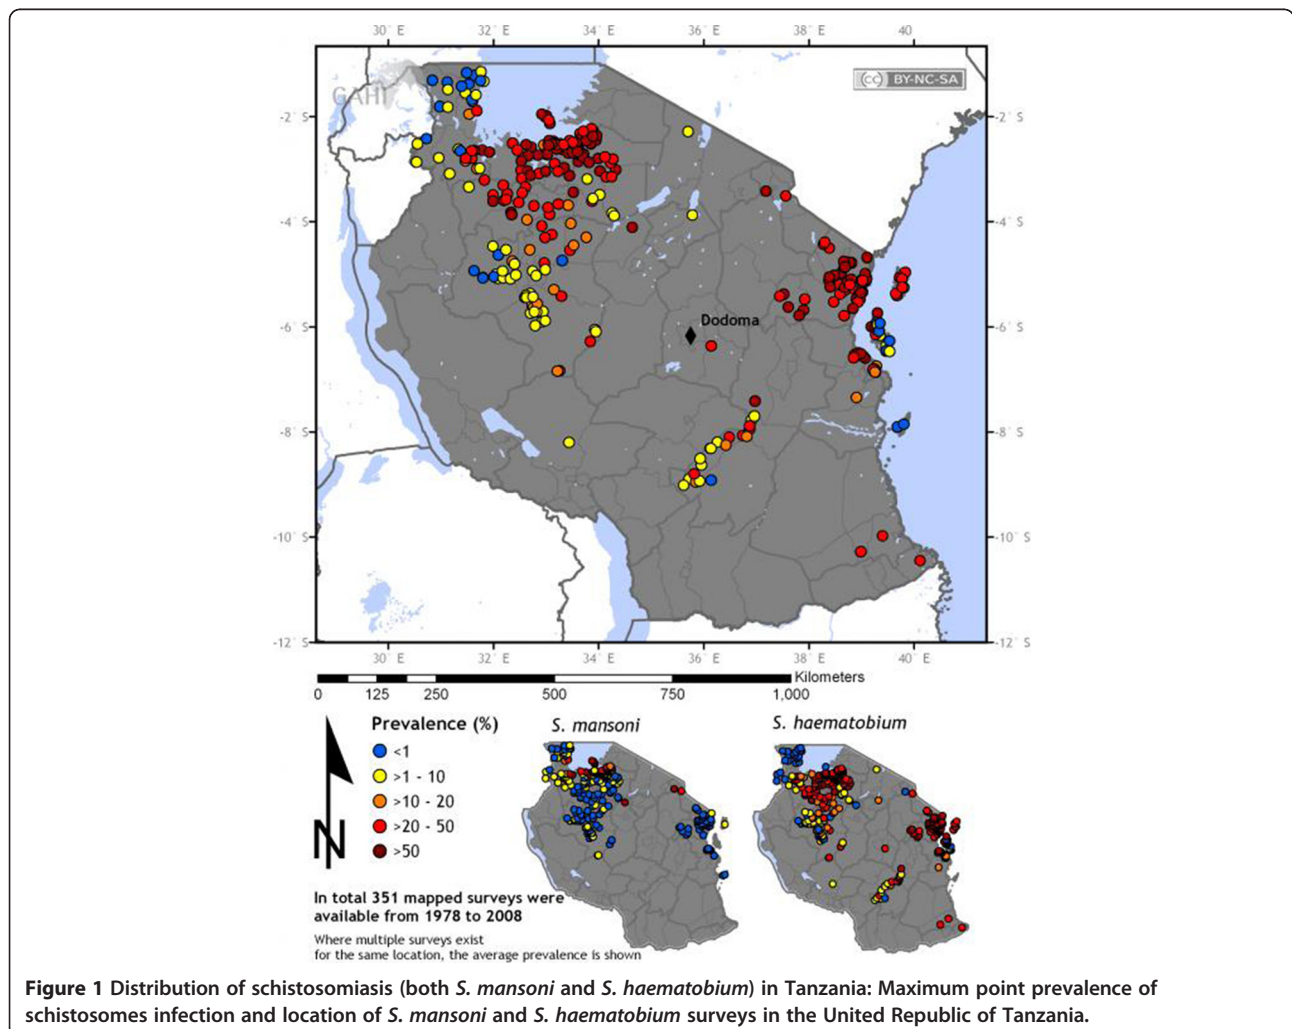 30° E 32° E 34° E 36° E 38° E 40
GAHI
CC BY-NC-SA
-2° S -2° S
-4° S -4° S
-6° S -6° S
Dodoma
-8° S -8° S
-10° S -10° S
-12° S -12° S
30° E 32° E 34° E 36° E 38° E 40° E
Kilometers
0 125 250 500 750 1,000
Prevalence (%)
<1
>1 - 10
>10 - 20
>20 - 50
>50
N
S. mansoni
S. haematobium
In total 351 mapped surveys were
available from 1978 to 2008
Where multiple surveys exist
for the same location, the average prevalence is shown
Figure 1 Distribution of schistosomiasis (both S. mansoni and S. haematobium) in Tanzania: Maximum point prevalence of
schistosomes infection and location of S. mansoni and S. haematobium surveys in the United Republic of Tanzania.